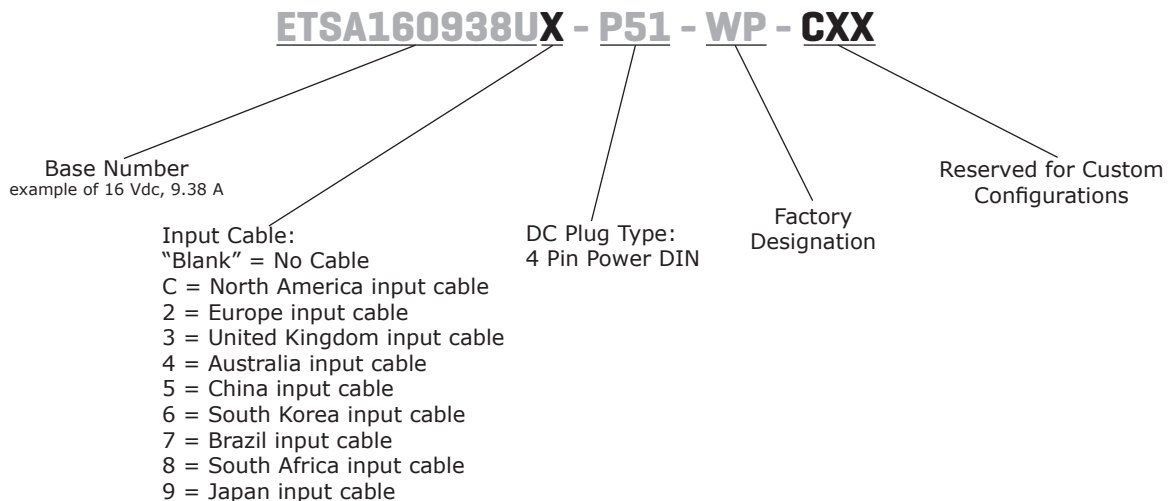 ETSA160938UX - P51 - WP - CXX
Base Number
example of 16 Vdc, 9.38 A
Input Cable:
“Blank” = No Cable
C = North America input cable
2 = Europe input cable
3 = United Kingdom input cable
4 = Australia input cable
5 = China input cable
6 = South Korea input cable
7 = Brazil input cable
8 = South Africa input cable
9 = Japan input cable
DC Plug Type:
4 Pin Power DIN
Factory
Designation
Reserved for Custom
Configurations